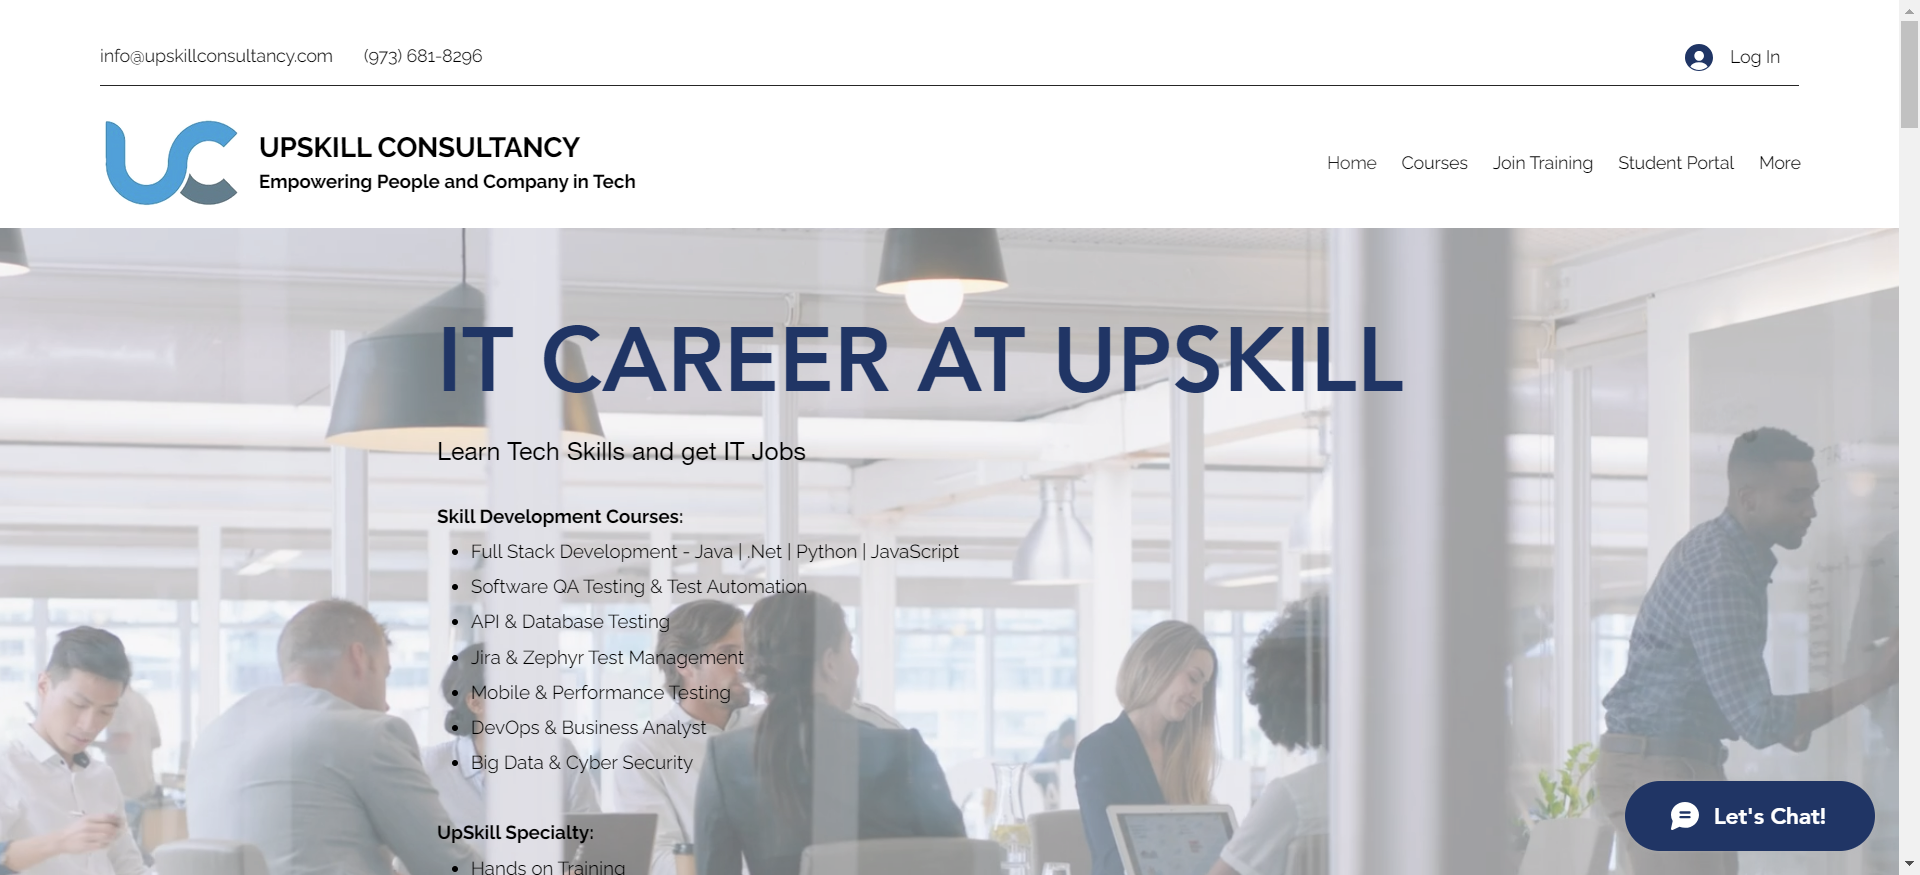 info@upskillconsultancy.com (973) 681-8296
Log In
UC
UPSKILL CONSULTANCY
Empowering People and Company in Tech
Home Courses Join Training Student Portal More
IT CAREER AT UPSKILL
Learn Tech Skills and get IT Jobs
Skill Development Courses:
Full Stack Development - Java | .Net | Python | JavaScript
Software QA Testing & Test Automation
API & Database Testing
Jira & Zephyr Test Management
Mobile & Performance Testing
DevOps & Business Analyst
Big Data & Cyber Security
UpSkill Specialty:
Hands on Training
Let's Chat!